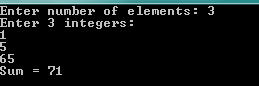 Enter number of elements: 3
Enter 3 integers:
1
5
65
Sum = 71